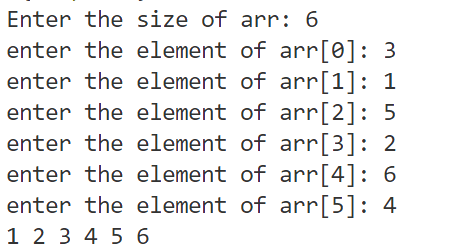 Enter the size of arr: 6
enter the element of arr[0]: 3
enter the element of arr[1]: 1
enter the element of arr[2]: 5
enter the element of arr[3]: 2
enter the element of arr[4]: 6
enter the element of arr[5]: 4
1 2 3 4 5 6